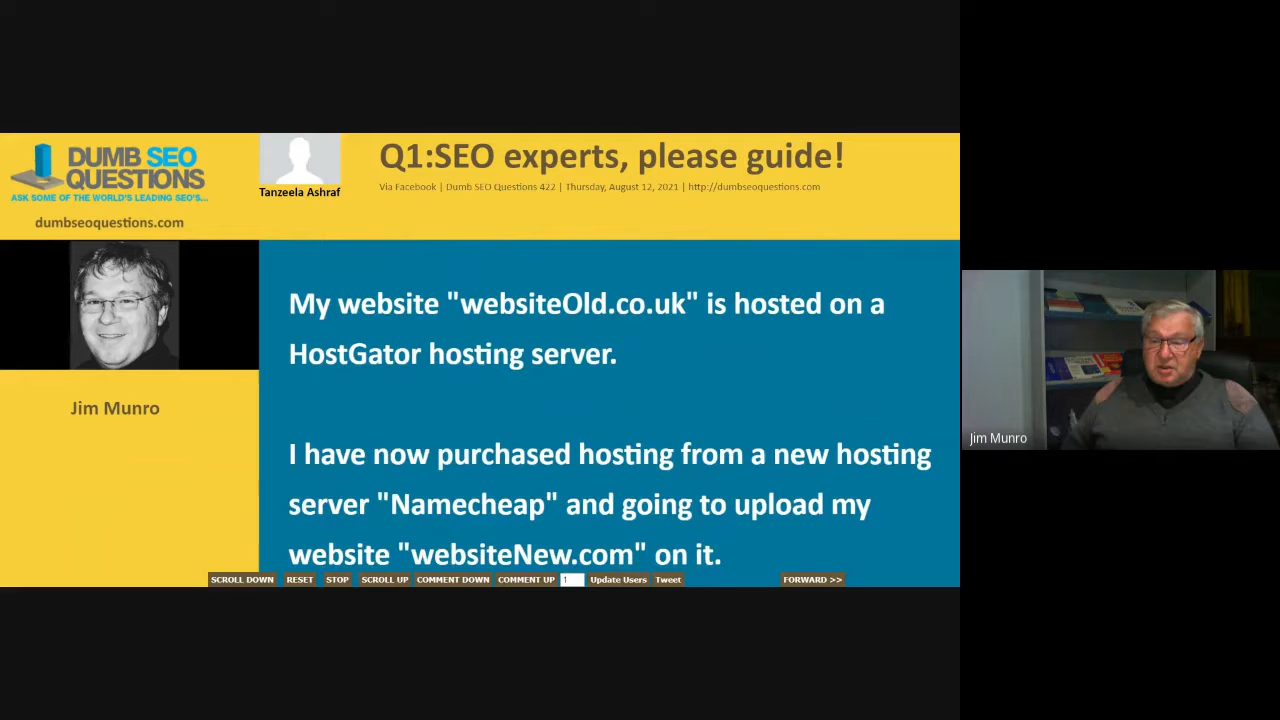 DUMB SEO
QUESTIONS
ASK SOME OF THE WORLD'S LEADING SEO'S...
dumbseoquestions.com
Tanzeela Ashraf
Q1:SEO experts, please guide!
Via Facebook | Dumb SEO Questions 422 | Thursday, August 12, 2021 | http://dumbseoquestions.com
Jim Munro
My website "websiteOld.co.uk" is hosted on a
HostGator hosting server.
I have now purchased hosting from a new hosting
server "Namecheap" and going to upload my
website "websiteNew.com" on it.
SCROLL DOWN RESET STOP SCROLL UP COMMENT DOWN COMMENT UP 1 Update Users Tweet FORWARD >>
Jim Munro